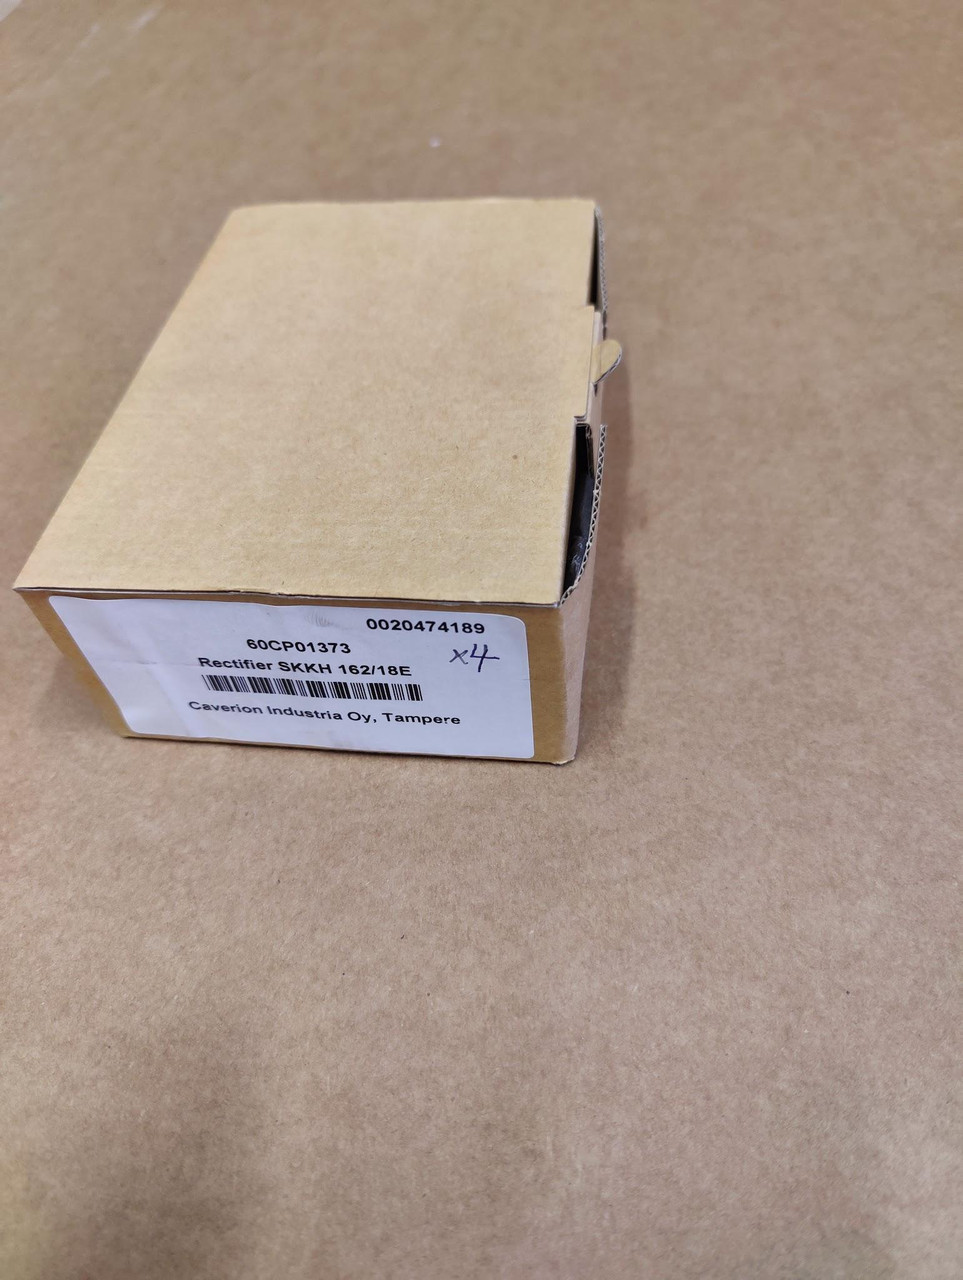 0020474189
60CP01373
x4
Rectifier SKKH 162/18E
Caverion Industria Oy, Tampere